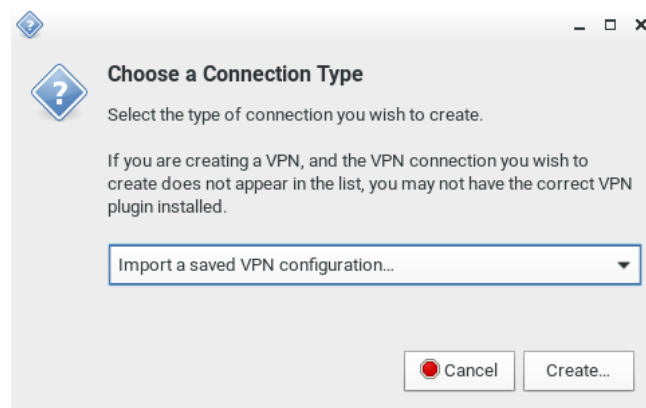 Choose a Connection Type
Select the type of connection you wish to create.
If you are creating a VPN, and the VPN connection you wish to
create does not appear in the list, you may not have the correct VPN
plugin installed.
Import a saved VPN configuration...
Cancel
Create...